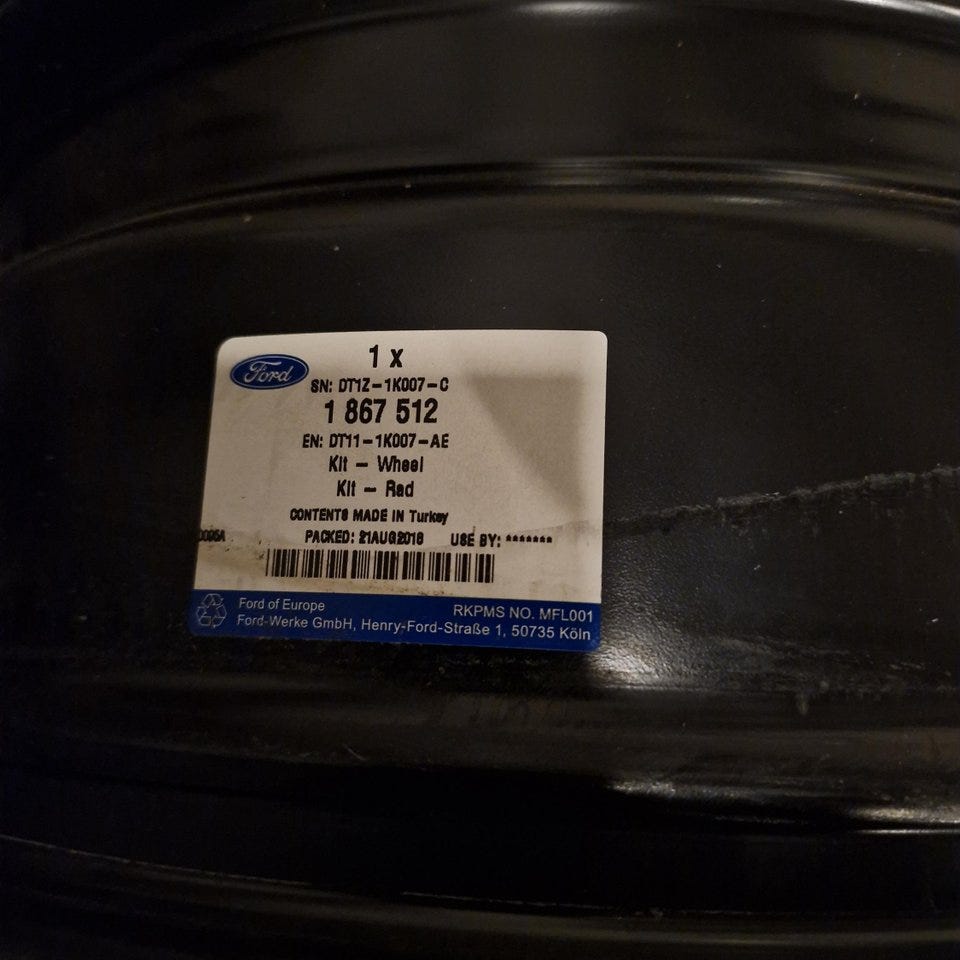 Ford
1 x
SN: DT1Z-1K007-C
1 867 512
EN: DT11-1K007-AE
Kit - Wheel
Kit - Rad
CONTENTS MADE IN Turkey
PACKED: 21AUG2018 USE BY: *******
Ford of Europe RKPMS NO. MFL001
Ford-Werke GmbH, Henry-Ford-Straße 1, 50735 Köln